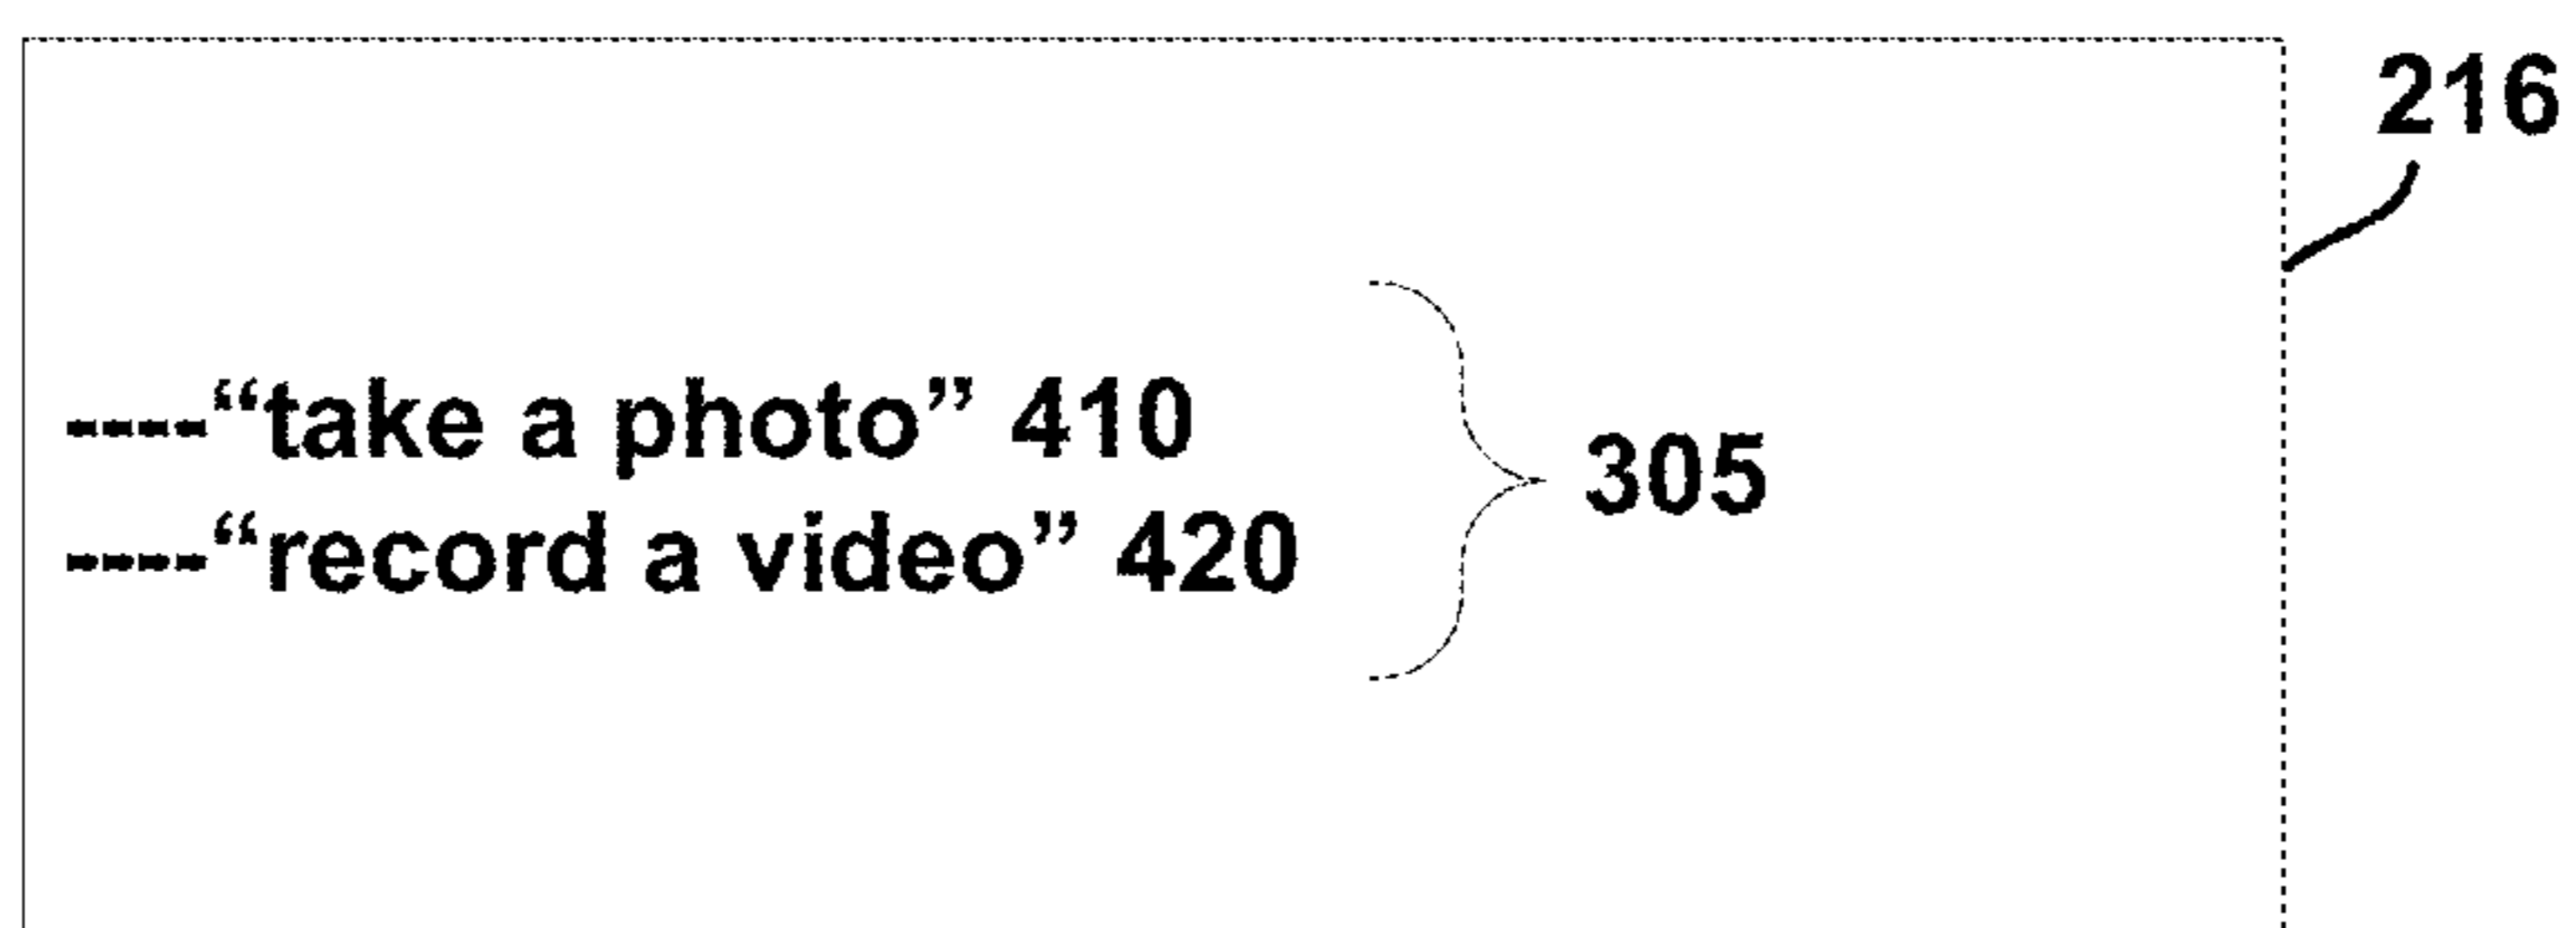 216
----“take a photo” 410
305
----“record a video” 420